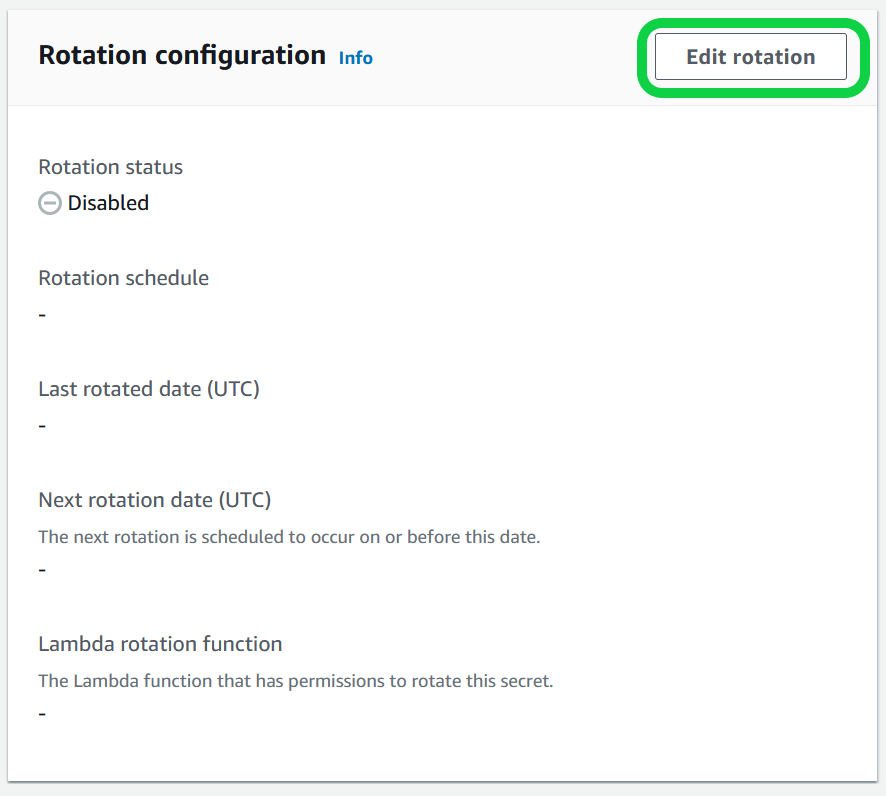 Rotation configuration Info
Edit rotation
Rotation status
Disabled
Rotation schedule
-
Last rotated date (UTC)
-
Next rotation date (UTC)
The next rotation is scheduled to occur on or before this date.
-
Lambda rotation function
The Lambda function that has permissions to rotate this secret.
-